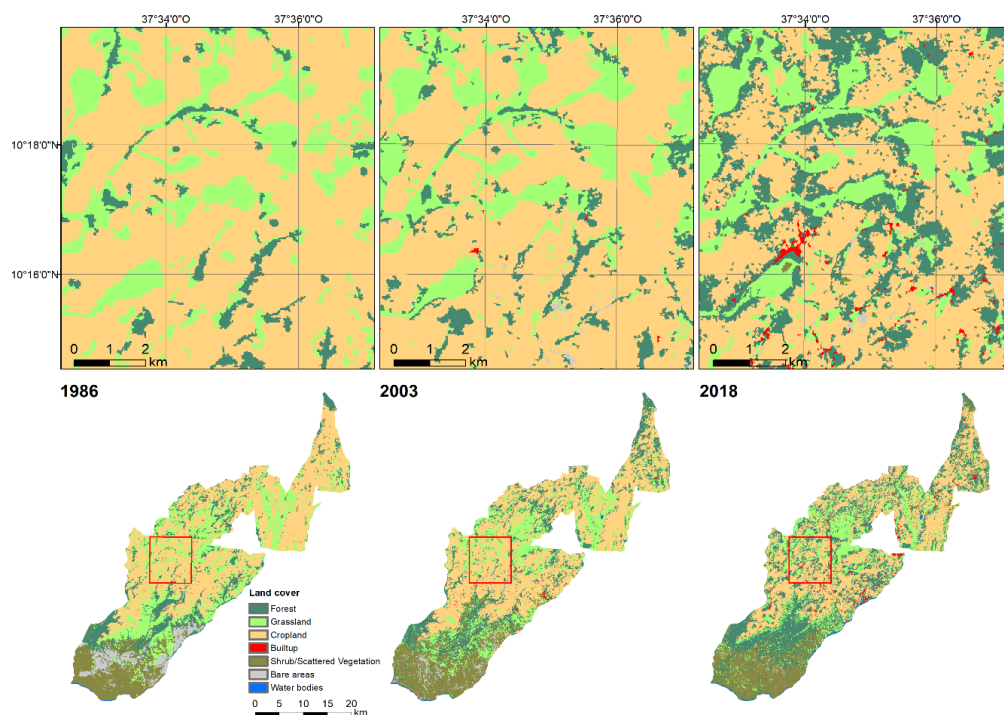 37°34'0"E 37°36'0"E 37°34'0"E 37°36'0"E 37°34'0"E 37°36'0"E
10°18'0"N
10°16'0"N
0 1 2 km
0 1 2 km
0 1 2 km
1986 2003 2018
Land cover
Forest
Grassland
Cropland
Builtup
Shrub/Scattered Vegetation
Bare areas
Water bodies
0 5 10 15 20 km